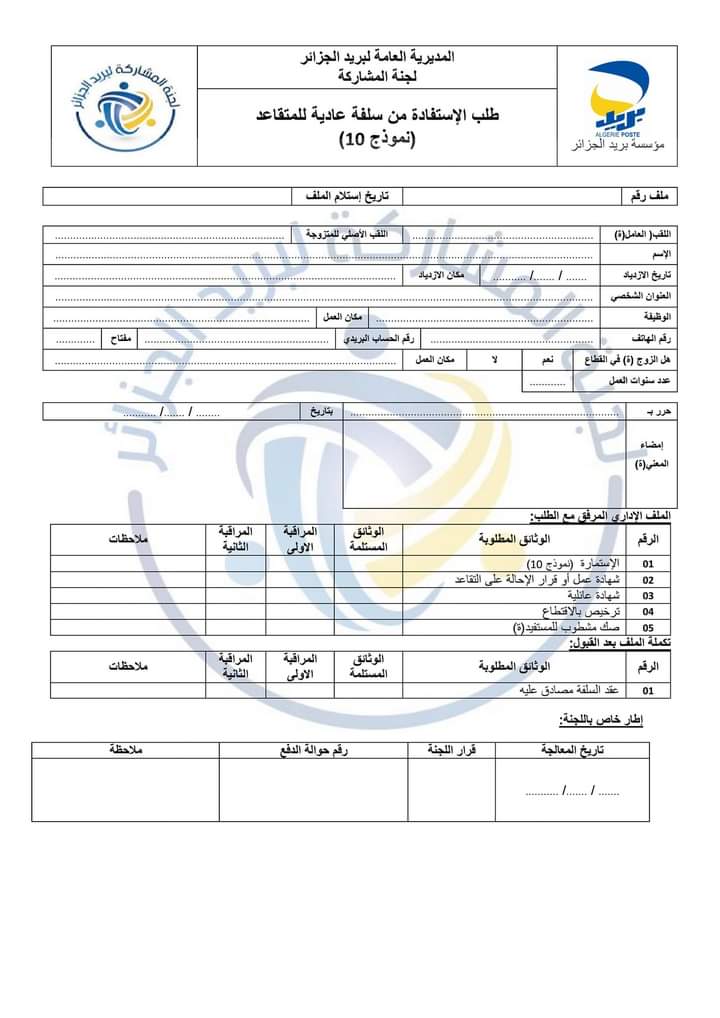 المديرية العامة لبريد الجزائر
لجنة المشاركة
طلب الإستفادة من سلفة عادية للمتقاعد
(نموذج 10)
ALGERIE POSTE
بريد
مؤسسة بريد الجزائر
لجنة المشاركة لبريد الجزائر
ملف رقم تاريخ إستلام الملف
اللقب( العامل(ة) ............ اللقب الأصلي للمتزوجة ............
الإسم ............
تاريخ الازدياد ....... / ......./ ........... مكان الازدياد ............
العنوان الشخصي ............
الوظيفة ............ مكان العمل ............
رقم الهاتف ............ رقم الحساب البريدي ............ مفتاح ............
هل الزوج (ة) في القطاع نعم لا مكان العمل ............
عدد سنوات العمل ............
حرر بـ ............ بتاريخ ....... / ......./ ...........
إمضاء
المعني(ة)
لجنة المشاركة لبريد الجزائر
الملف الإداري المرفق مع الطلب:
الرقم الوثائق المطلوبة الوثائق المستلمة المراقبة الاولى المراقبة الثانية ملاحظات
01 الإستمارة (نموذج 10)
02 شهادة عمل أو قرار الإحالة على التقاعد
03 شهادة عائلية
04 ترخيص بالاقتطاع
05 صك مشطوب للمستفيد(ة)
تكملة الملف بعد القبول:
الرقم الوثائق المطلوبة الوثائق المستلمة المراقبة الاولى المراقبة الثانية ملاحظات
01 عقد السلفة مصادق عليه
إطار خاص باللجنة:
تاريخ المعالجة قرار اللجنة رقم حوالة الدفع ملاحظة
....... / ......./ ...........